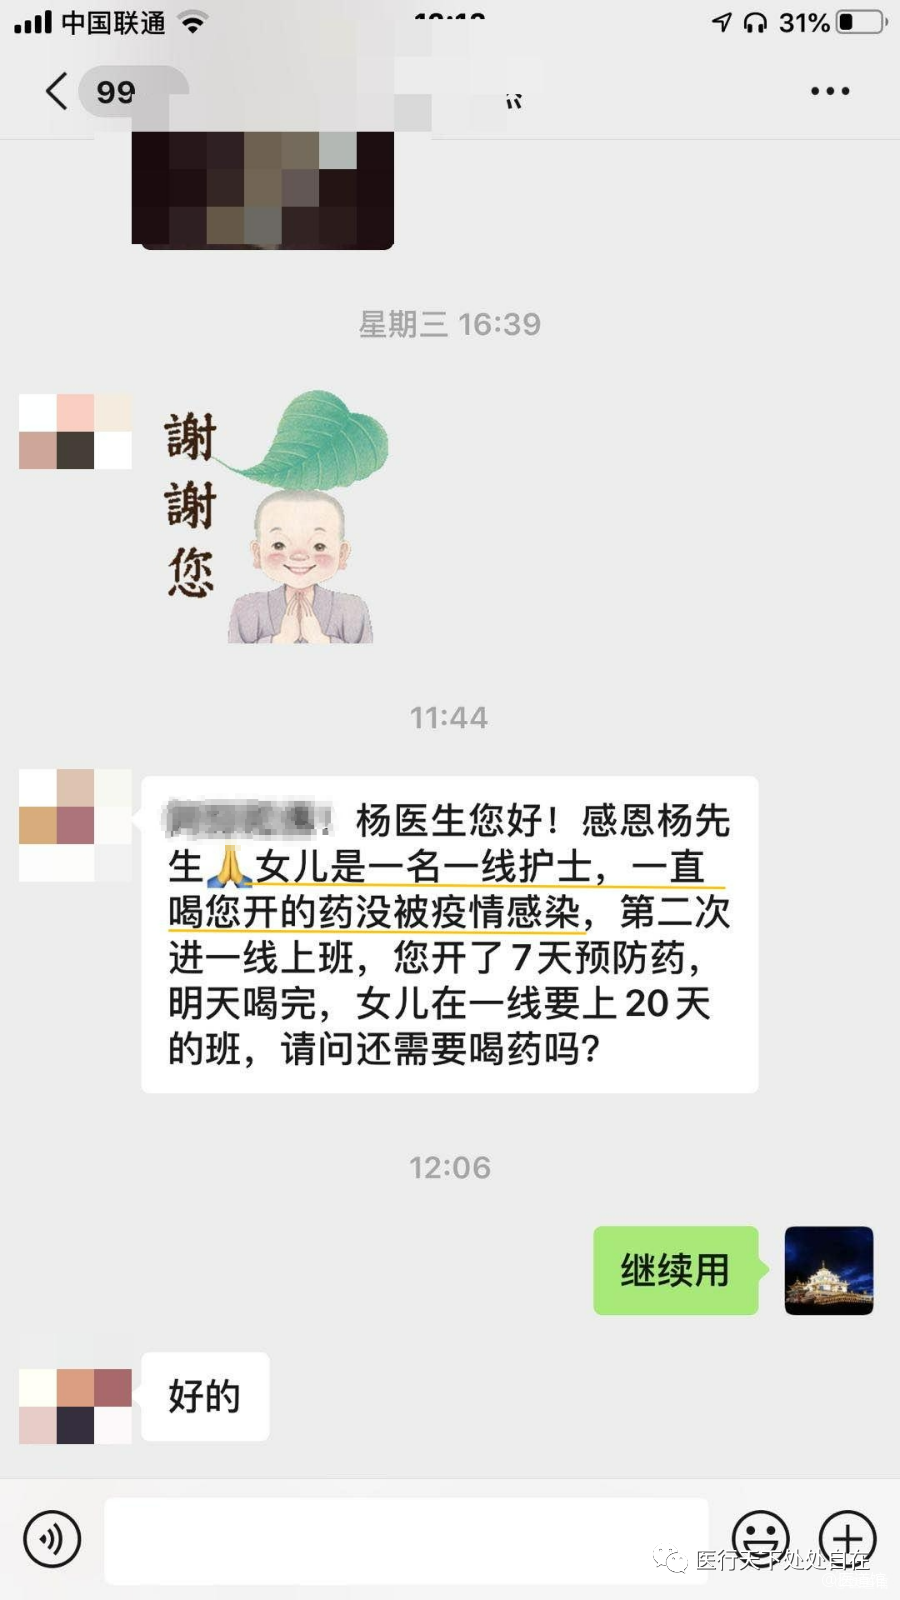 中国联通 31%
99
星期三 16:39
謝
謝
您
11:44
杨医生您好！感恩杨先
生🙏女儿是一名一线护士，一直
喝您开的药没被疫情感染，第二次
进一线上班，您开了7天预防药，
明天喝完，女儿在一线要上20天
的班，请问还需要喝药吗？
12:06
继续用
好的
医行天下处处自在